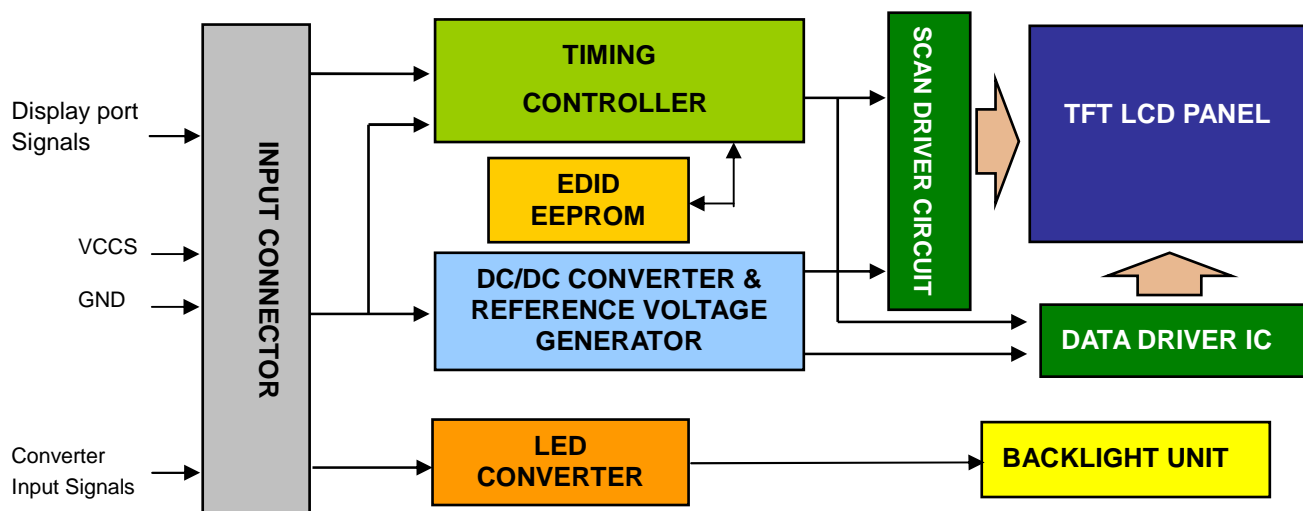 Display port
Signals
VCCS
GND
Converter
Input Signals
INPUT CONNECTOR
TIMING
CONTROLLER
EDID
EEPROM
DC/DC CONVERTER &
REFERENCE VOLTAGE
GENERATOR
LED
CONVERTER
SCAN DRIVER CIRCUIT
TFT LCD PANEL
DATA DRIVER IC
BACKLIGHT UNIT